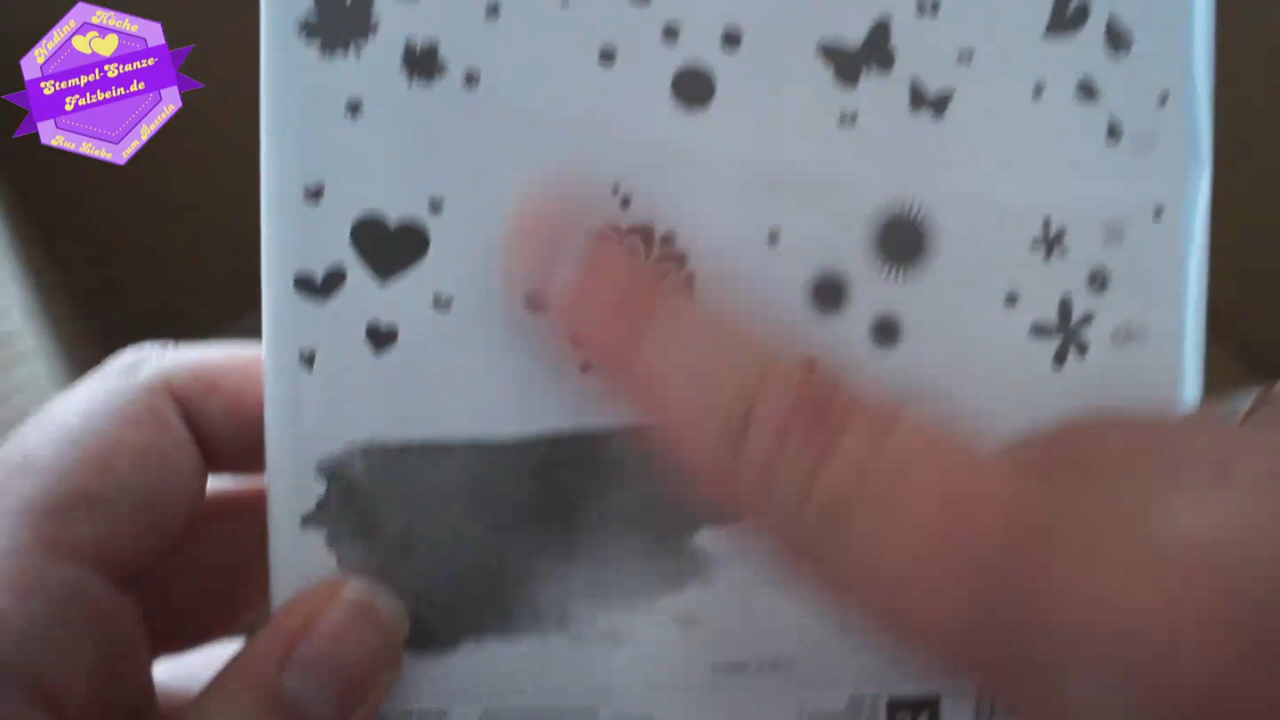 Nadine Köche
Stempel-Stanze-
Falzbein.de
Aus Liebe zum Basteln